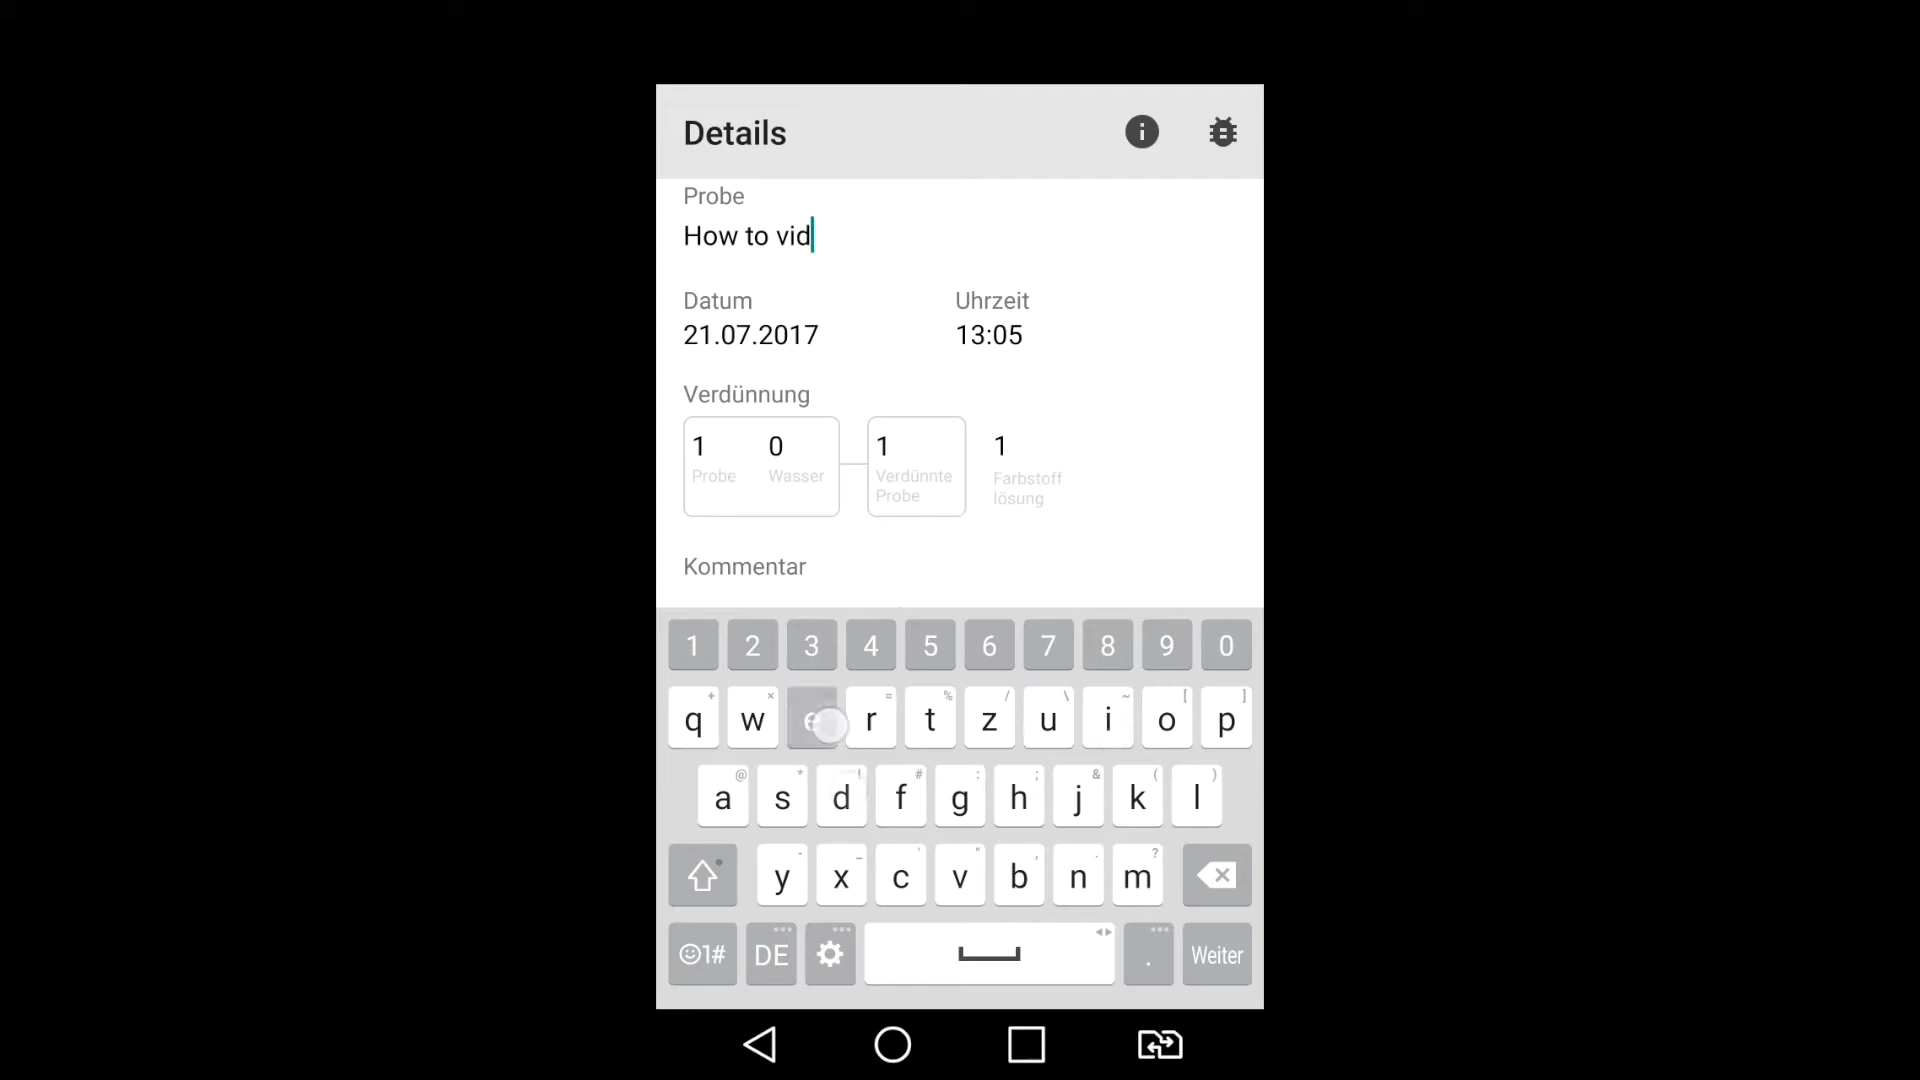 Details
Probe
How to vid
Datum Uhrzeit
21.07.2017 13:05
Verdünnung
1 0 1 1
Probe Wasser Verdünnte Probe Farbstoff lösung
Kommentar
1 2 3 4 5 6 7 8 9 0
+ × = % / \ ~ [ ]
q w e r t z u i o p
@ * ! # : ; & ( )
a s d f g h j k l
- _ ' " , . ?
y x c v b n m
1# DE . Weiter